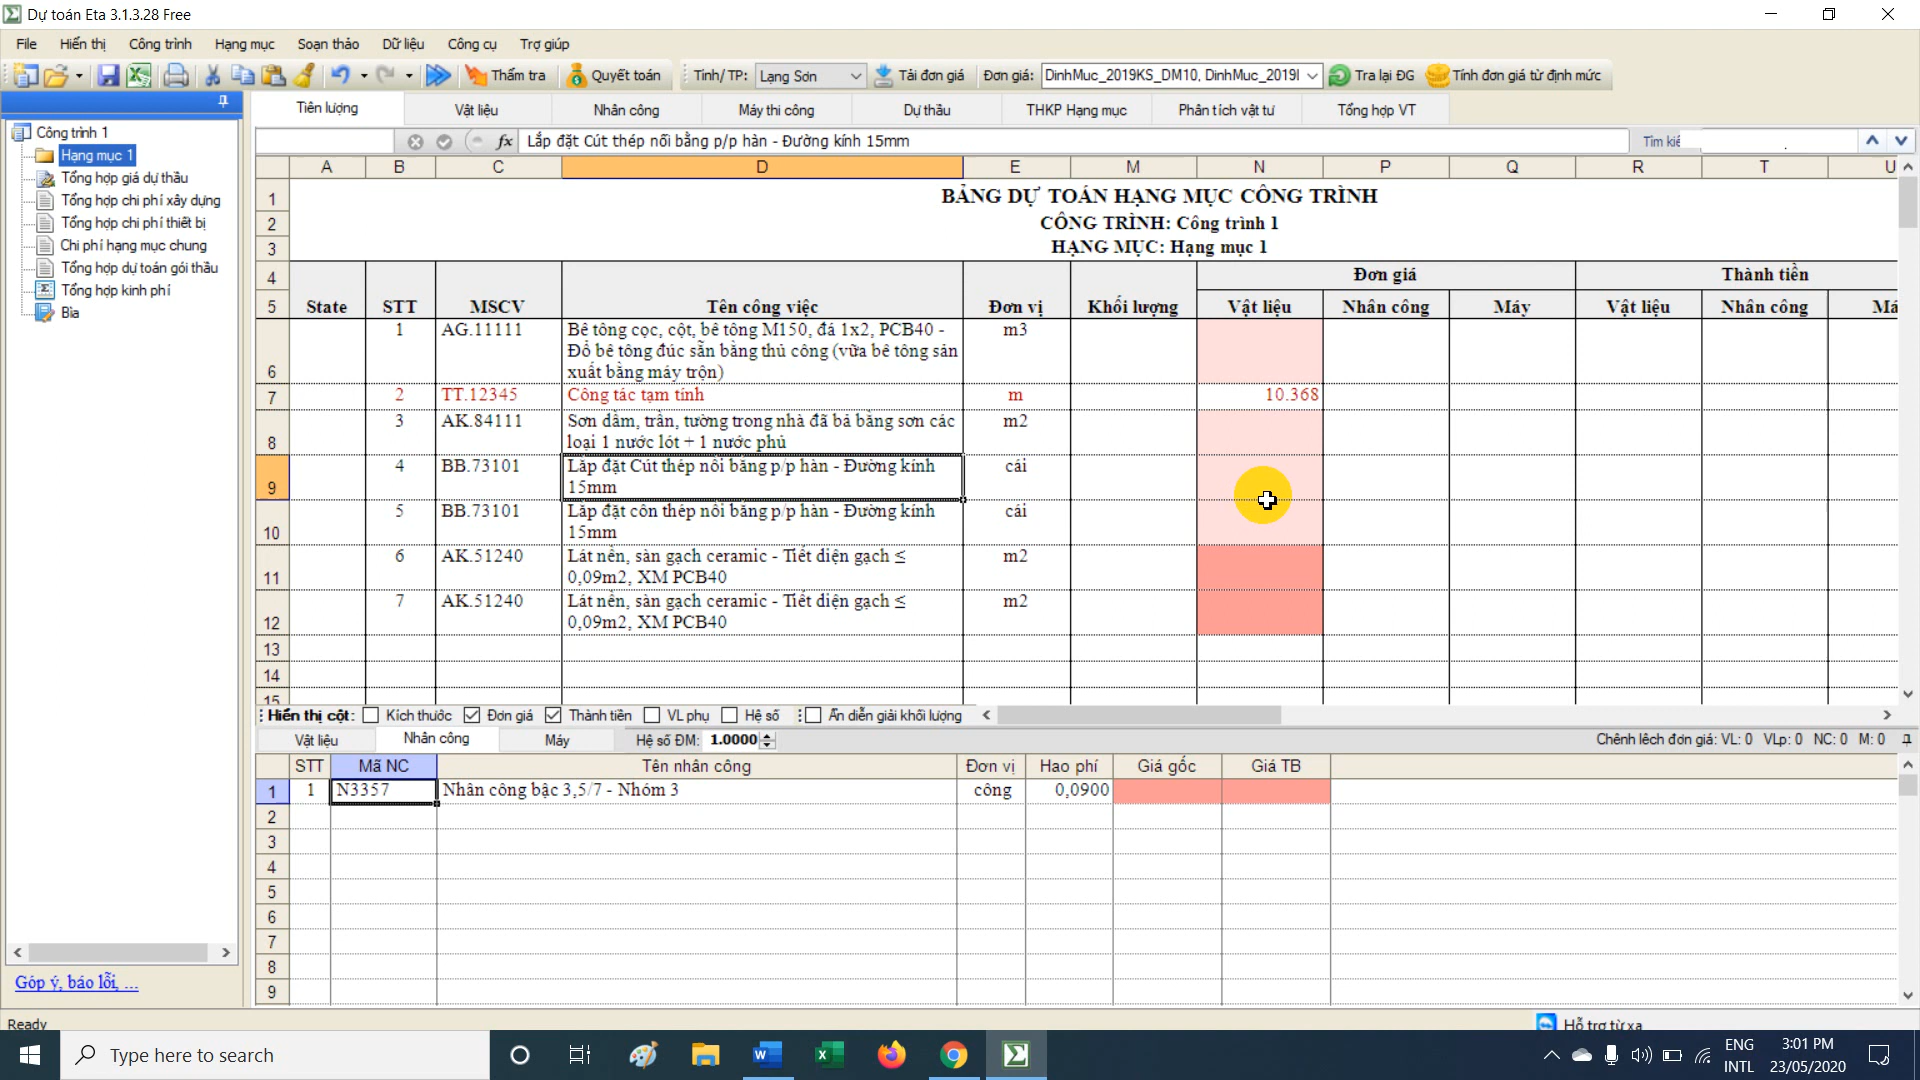 Dự toán Eta 3.1.3.28 Free
File Hiển thị Công trình Hạng mục Soạn thảo Dữ liệu Công cụ Trợ giúp
Thẩm tra Quyết toán Tỉnh/ TP: Lạng Sơn Tải đơn giá Đơn giá: DinhMuc_2019KS_DM10, DinhMuc_2019 Tra lại ĐG Tính đơn giá từ định mức
Tiên lượng Vật liệu Nhân công Máy thi công Dự thầu THKP Hạng mục Phân tích vật tư Tổng hợp VT
Công trình 1
Hạng mục 1
Tổng hợp giá dự thầu
Tổng hợp chi phí xây dựng
Tổng hợp chi phí thiết bị
Chi phí hạng mục chung
Tổng hợp dự toán gói thầu
Tổng hợp kinh phí
Bìa
Góp ý, báo lỗi, ...
fx Lắp đặt Cút thép nối bằng p/p hàn - Đường kính 15mm
A B C D E M N P Q R T U
1 BẢNG DỰ TOÁN HẠNG MỤC CÔNG TRÌNH
2 CÔNG TRÌNH: Công trình 1
3 HẠNG MỤC: Hạng mục 1
4 Đơn giá Thành tiền
5 State STT MSCV Tên công việc Đơn vị Khối lượng Vật liệu Nhân công Máy Vật liệu Nhân công
1 AG.11111 Bê tông cọc, cột, bê tông M150, đá 1x2, PCB40 - m3
Đổ bê tông đúc sẵn bằng thủ công (vữa bê tông sản
6 xuất bằng máy trộn)
7 2 TT.12345 Công tác tạm tính m 10.368
3 AK.84111 Sơn dầm, trần, tường trong nhà đã bả bằng sơn các m2
8 loại 1 nước lót + 1 nước phủ
4 BB.73101 Lắp đặt Cút thép nối bằng p/p hàn - Đường kính cái
9 15mm
5 BB.73101 Lắp đặt côn thép nối bằng p/p hàn - Đường kính cái
10 15mm
6 AK.51240 Lát nền, sàn gạch ceramic - Tiết diện gạch ≤ m2
11 0,09m2, XM PCB40
7 AK.51240 Lát nền, sàn gạch ceramic - Tiết diện gạch ≤ m2
12 0,09m2, XM PCB40
13
14
15
Hiển thị cột: Kích thước Đơn giá Thành tiền VL phụ Hệ số Ẩn diễn giải khối lượng
Vật liệu Nhân công Máy Hệ số ĐM: 1.0000 Chênh lệch đơn giá: VL: 0 VLp: 0 NC: 0 M: 0
STT Mã NC Tên nhân công Đơn vị Hao phí Giá gốc Giá TB
1 1 N3357 Nhân công bậc 3,5/7 - Nhóm 3 công 0,0900
2
3
4
5
6
7
8
9
Ready Hỗ trợ từ xa
Type here to search ENG 3:01 PM
INTL 23/05/2020